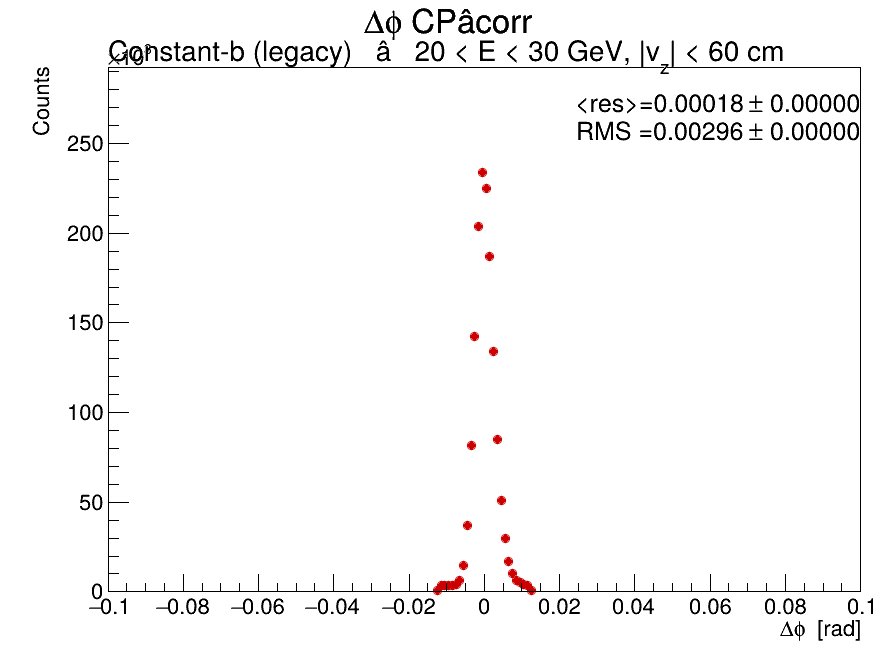 Δϕ CPâcorr
Constant-b (legacy) â 20 < E < 30 GeV, |v_z| < 60 cm
×10³
Counts
<res>=0.00018 ± 0.00000
RMS =0.00296 ± 0.00000
250
200
150
100
50
0
−0.1 −0.08 −0.06 −0.04 −0.02 0 0.02 0.04 0.06 0.08 0.1
Δϕ [rad]